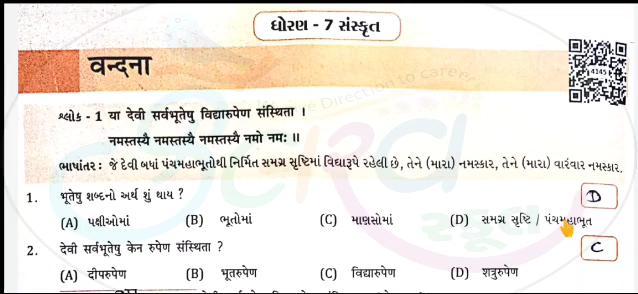 ધોરણ - 7 સંસ્કૃત
वन्दना
4145
શ્લોક - 1 या देवी सर्वभूतेषु विद्यारुपेण संस्थिता ।
नमस्तस्यै नमस्तस्यै नमस्तस्यै नमो नमः ॥
ભાષાંતર : જે દેવી બધાં પંચમહાભૂતોથી નિર્મિત સમગ્ર સૃષ્ટિમાં વિદ્યારૂપે રહેલી છે, તેને (મારા) નમસ્કાર, તેને (મારા) વારંવાર નમસ્કાર.
1. भूतेषु શબ્દનો અર્થ શું થાય ? D
(A) પક્ષીઓમાં (B) ભૂતોમાં (C) માણસોમાં (D) સમગ્ર સૃષ્ટિ / પંચમહાભૂત
2. देवी सर्वभूतेषु केन रुपेण संस्थिता ? C
(A) दीपरुपेण (B) भूतरुपेण (C) विद्यारुपेण (D) शत्रुरुपेण